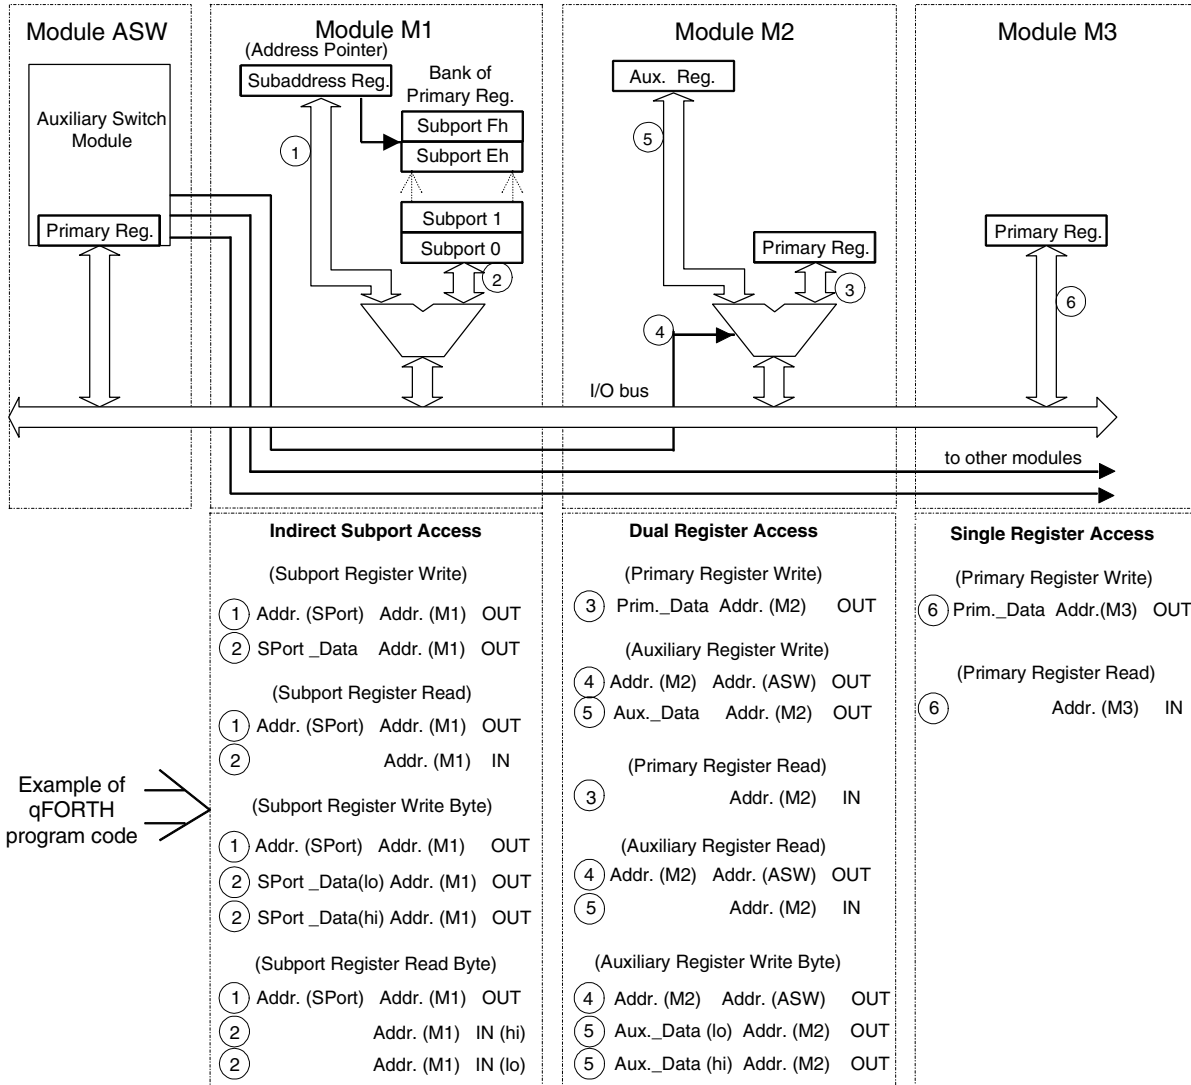 Module ASW
Auxiliary Switch
Module
Primary Reg.
Module M1
(Address Pointer)
Subaddress Reg.
Bank of
Primary Reg.
Subport Fh
Subport Eh
Subport 1
Subport 0
1
2
Module M2
Aux. Reg.
5
Primary Reg.
3
4
Module M3
Primary Reg.
6
I/O bus
to other modules
Example of
qFORTH
program code
Indirect Subport Access
(Subport Register Write)
1 Addr. (SPort) Addr. (M1) OUT
2 SPort _Data Addr. (M1) OUT
(Subport Register Read)
1 Addr. (SPort) Addr. (M1) OUT
2 Addr. (M1) IN
(Subport Register Write Byte)
1 Addr. (SPort) Addr. (M1) OUT
2 SPort _Data(lo) Addr. (M1) OUT
2 SPort _Data(hi) Addr. (M1) OUT
(Subport Register Read Byte)
1 Addr. (SPort) Addr. (M1) OUT
2 Addr. (M1) IN (hi)
2 Addr. (M1) IN (lo)
Dual Register Access
(Primary Register Write)
3 Prim._Data Addr. (M2) OUT
(Auxiliary Register Write)
4 Addr. (M2) Addr. (ASW) OUT
5 Aux._Data Addr. (M2) OUT
(Primary Register Read)
3 Addr. (M2) IN
(Auxiliary Register Read)
4 Addr. (M2) Addr. (ASW) OUT
5 Addr. (M2) IN
(Auxiliary Register Write Byte)
4 Addr. (M2) Addr. (ASW) OUT
5 Aux._Data (lo) Addr. (M2) OUT
5 Aux._Data (hi) Addr. (M2) OUT
Single Register Access
(Primary Register Write)
6 Prim._Data Addr.(M3) OUT
(Primary Register Read)
6 Addr. (M3) IN